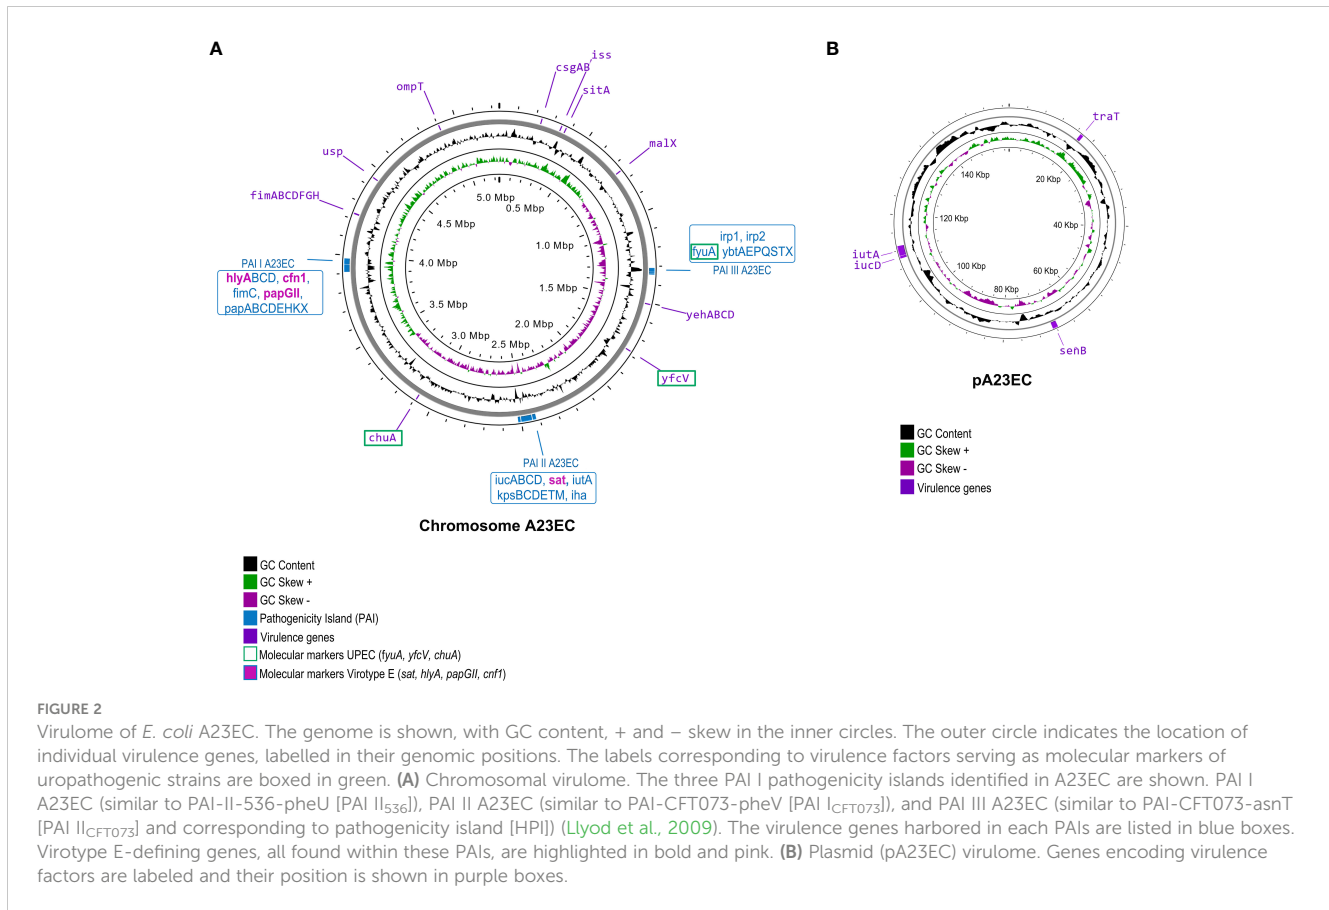 A
B
iss
csgAB
sitA
ompT
malX
usp
fimABCDFGH
traT
5.0 Mbp
0.5 Mbp
4.5 Mbp
1.0 Mbp
4.0 Mbp
1.5 Mbp
3.5 Mbp
2.0 Mbp
3.0 Mbp
2.5 Mbp
irp1, irp2
fyuA ybtAEPQSTX
PAI III A23EC
PAI I A23EC
hlyABCD, cfn1,
fimC, papGII,
papABCDEHKX
yehABCD
yfcV
chuA
PAI II A23EC
iucABCD, sat, iutA
kpsBCDETM, iha
Chromosome A23EC
140 Kbp
20 Kbp
120 Kbp
40 Kbp
100 Kbp
60 Kbp
80 Kbp
iutA
iucD
senB
pA23EC
GC Content
GC Skew +
GC Skew -
Virulence genes
GC Content
GC Skew +
GC Skew -
Pathogenicity Island (PAI)
Virulence genes
Molecular markers UPEC (fyuA, yfcV, chuA)
Molecular markers Virotype E (sat, hlyA, papGII, cnf1)
FIGURE 2
Virulome of E. coli A23EC. The genome is shown, with GC content, + and – skew in the inner circles. The outer circle indicates the location of
individual virulence genes, labelled in their genomic positions. The labels corresponding to virulence factors serving as molecular markers of
uropathogenic strains are boxed in green. (A) Chromosomal virulome. The three PAI I pathogenicity islands identified in A23EC are shown. PAI I
A23EC (similar to PAI-II-536-pheU [PAI II536]), PAI II A23EC (similar to PAI-CFT073-pheV [PAI ICFT073]), and PAI III A23EC (similar to PAI-CFT073-asnT
[PAI IICFT073] and corresponding to pathogenicity island [HPI]) (Llyod et al., 2009). The virulence genes harbored in each PAIs are listed in blue boxes.
Virotype E-defining genes, all found within these PAIs, are highlighted in bold and pink. (B) Plasmid (pA23EC) virulome. Genes encoding virulence
factors are labeled and their position is shown in purple boxes.